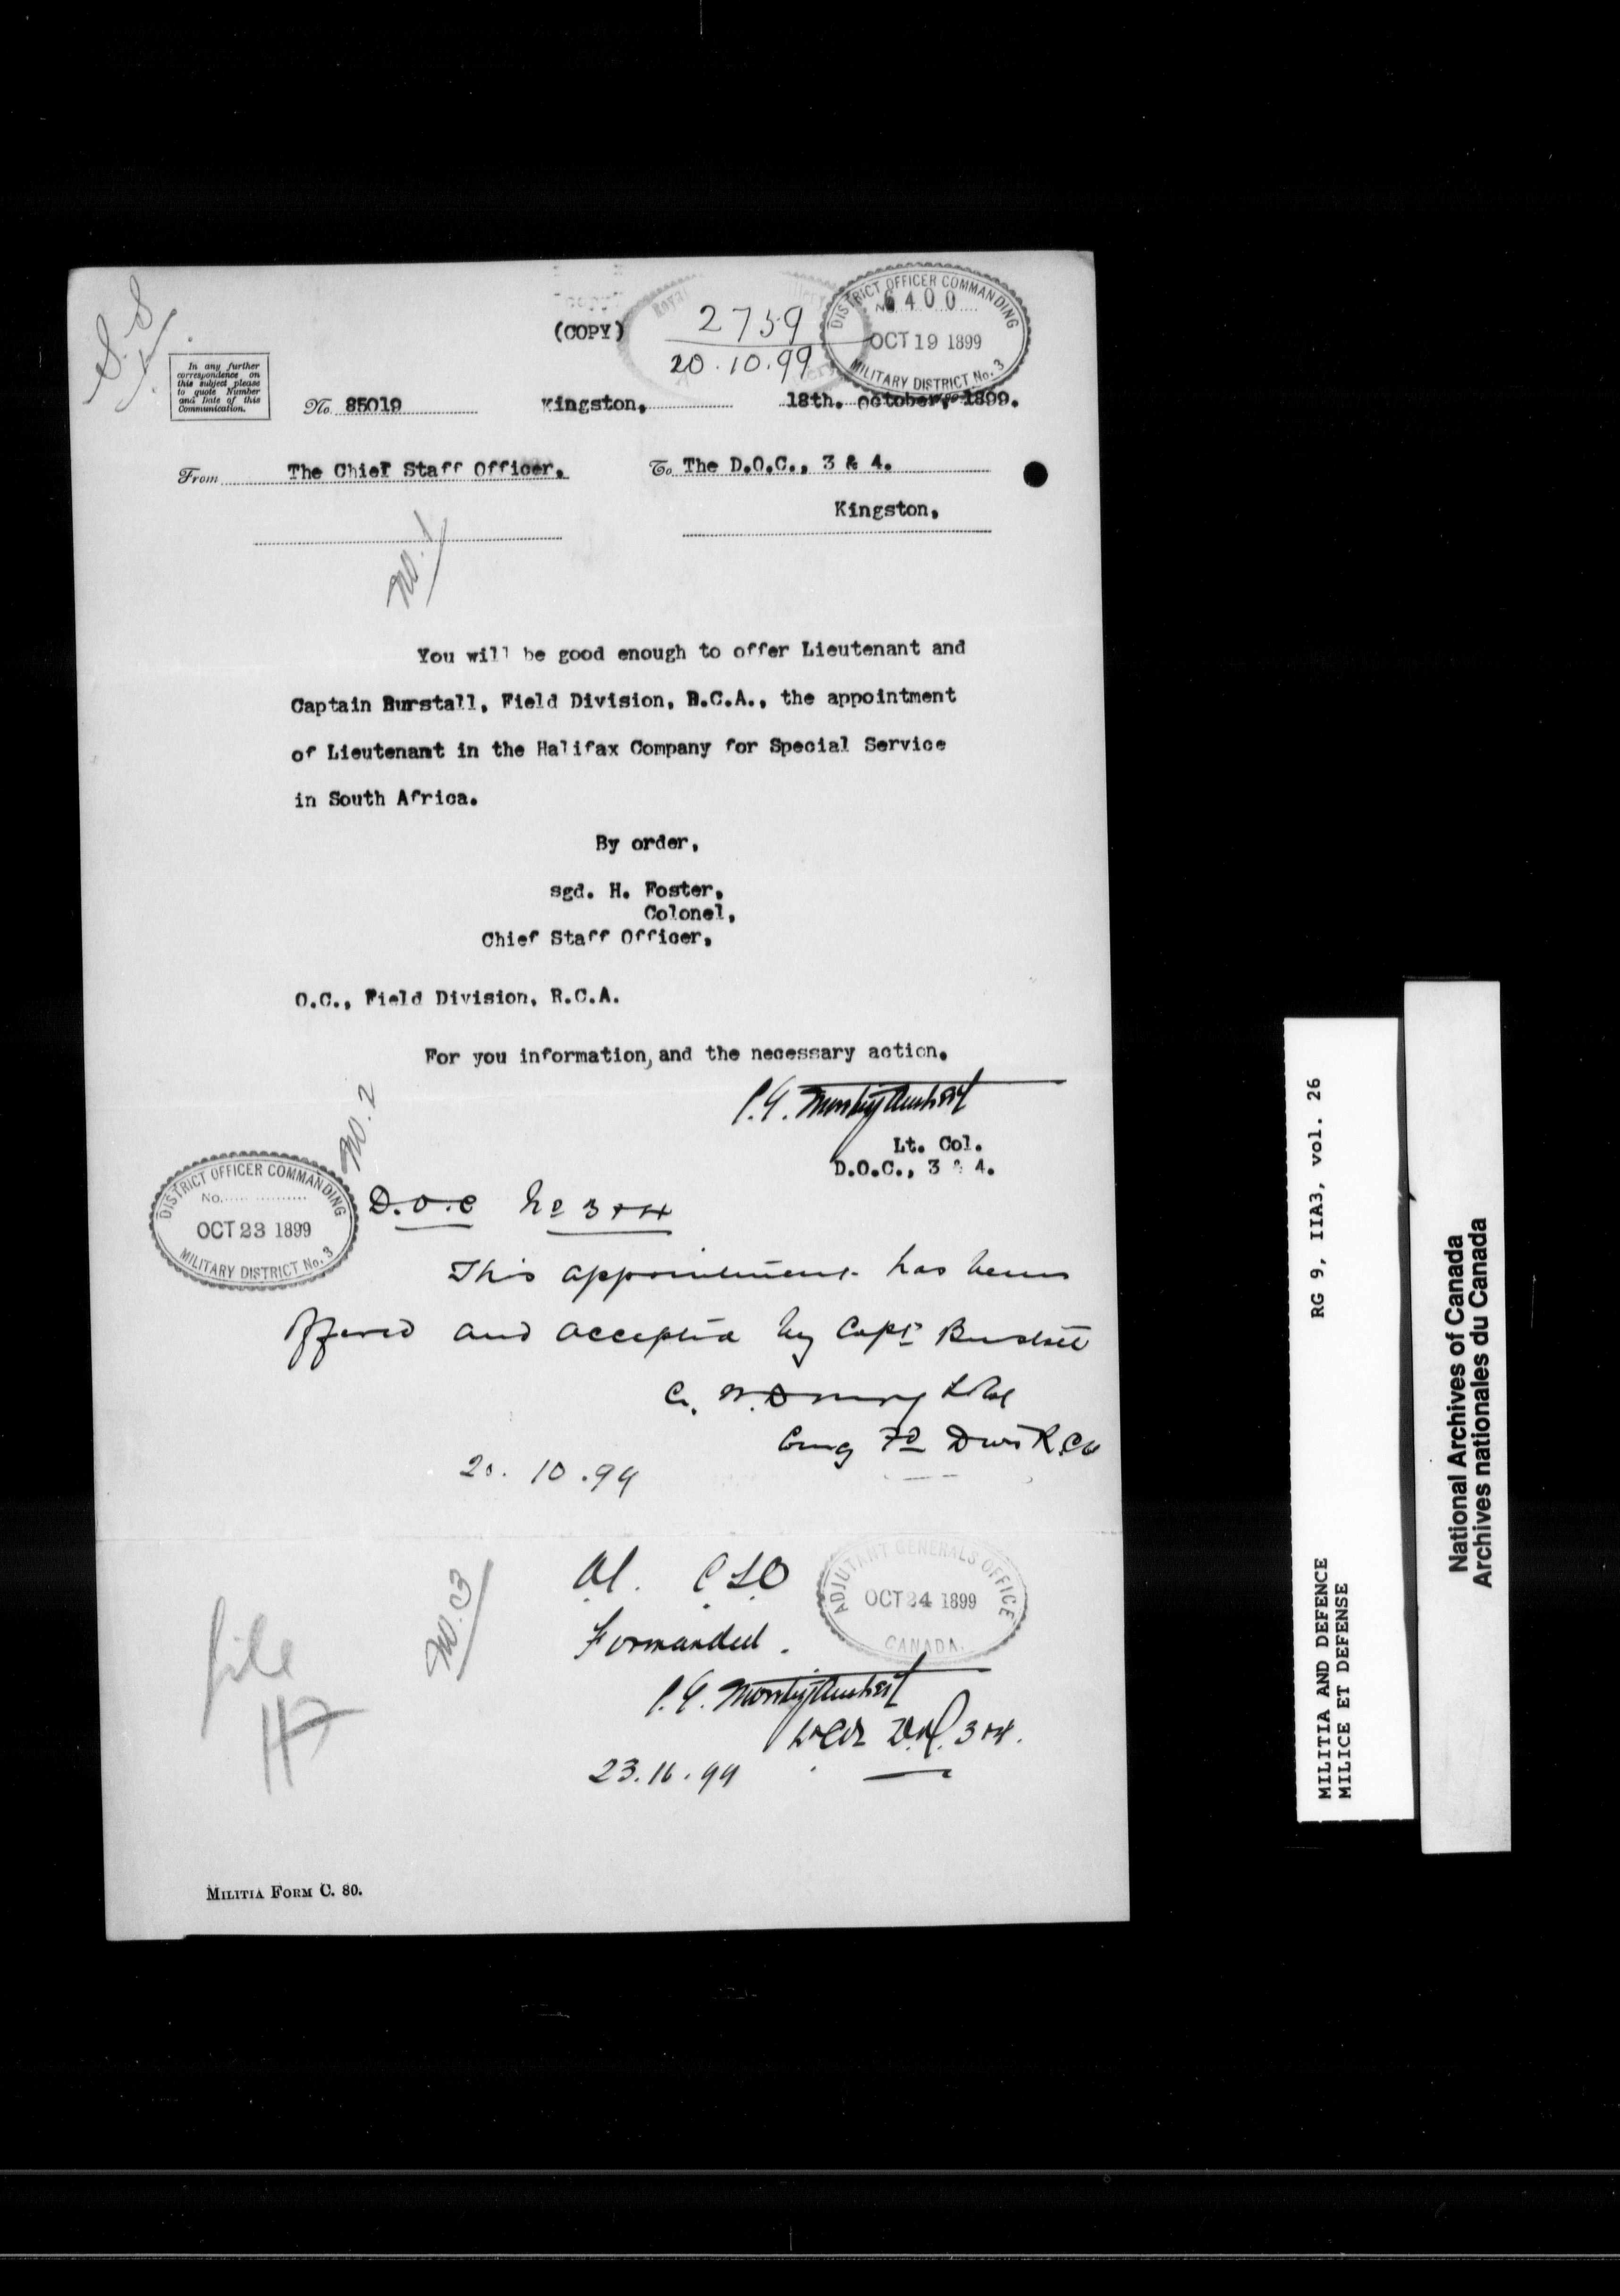 (COPY)
2759
20.10.99
DISTRICT OFFICER COMMANDING
No. 6400
OCT 19 1899
MILITARY DISTRICT No. 3
In any further
correspondence on
this subject please
to quote Number
and Date of this
Communication.
No. 85019 Kingston, 18th. October, 1899.
From The Chief Staff Officer. To The D.O.C., 3 & 4.
Kingston.
No. 1
You will be good enough to offer Lieutenant and
Captain Burstall, Field Division, R.C.A., the appointment
of Lieutenant in the Halifax Company for Special Service
in South Africa.
By order,
sgd. H. Foster,
Colonel,
Chief Staff Officer.
O.C., Field Division, R.C.A.
For you information, and the necessary action.
Lt. Col.
D.O.C., 3 & 4.
No. 2
DISTRICT OFFICER COMMANDING
No.
OCT 23 1899
MILITARY DISTRICT No. 3
D.O.C No 3 + 4
This appointment has been
offered and accepted by Capt Burstall
20.10.99
No. 3
CSO
ADJUTANT GENERALS OFFICE
OCT 24 1899
CANADA.
Forwarded.
3 + 4.
file
MILITIA FORM C. 80.
MILITIA AND DEFENCE RG 9, IIA3, vol. 26
MILICE ET DEFENSE
National Archives of Canada
Archives nationales du Canada